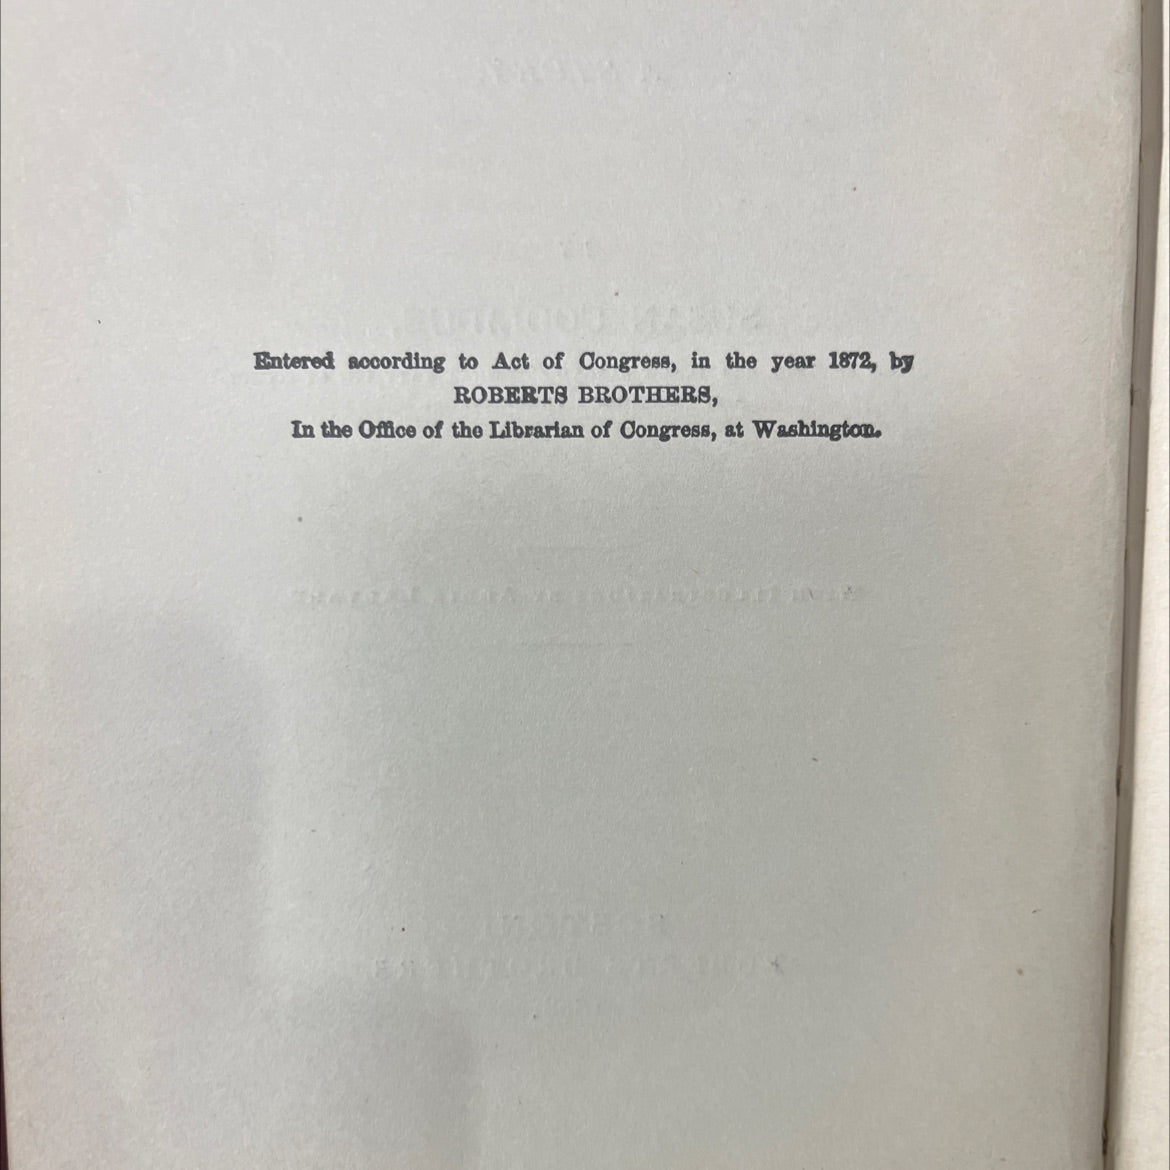 Entered according to Act of Congress, in the year 1872, by
ROBERTS BROTHERS,
In the Office of the Librarian of Congress, at Washington.